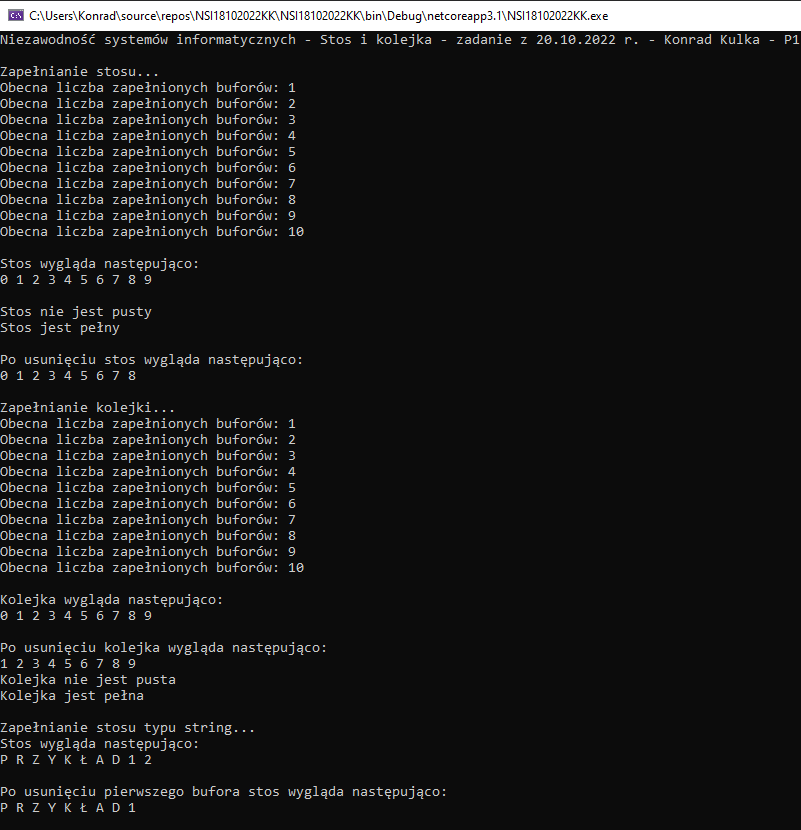 C:\Users\Konrad\source\repos\NSI18102022KK\NSI18102022KK\bin\Debug\netcoreapp3.1\NSI18102022KK.exe
Niezawodność systemów informatycznych - Stos i kolejka - zadanie z 20.10.2022 r. - Konrad Kulka - P1
Zapełnianie stosu...
Obecna liczba zapełnionych buforów: 1
Obecna liczba zapełnionych buforów: 2
Obecna liczba zapełnionych buforów: 3
Obecna liczba zapełnionych buforów: 4
Obecna liczba zapełnionych buforów: 5
Obecna liczba zapełnionych buforów: 6
Obecna liczba zapełnionych buforów: 7
Obecna liczba zapełnionych buforów: 8
Obecna liczba zapełnionych buforów: 9
Obecna liczba zapełnionych buforów: 10
Stos wygląda następująco:
0 1 2 3 4 5 6 7 8 9
Stos nie jest pusty
Stos jest pełny
Po usunięciu stos wygląda następująco:
0 1 2 3 4 5 6 7 8
Zapełnianie kolejki...
Obecna liczba zapełnionych buforów: 1
Obecna liczba zapełnionych buforów: 2
Obecna liczba zapełnionych buforów: 3
Obecna liczba zapełnionych buforów: 4
Obecna liczba zapełnionych buforów: 5
Obecna liczba zapełnionych buforów: 6
Obecna liczba zapełnionych buforów: 7
Obecna liczba zapełnionych buforów: 8
Obecna liczba zapełnionych buforów: 9
Obecna liczba zapełnionych buforów: 10
Kolejka wygląda następująco:
0 1 2 3 4 5 6 7 8 9
Po usunięciu kolejka wygląda następująco:
1 2 3 4 5 6 7 8 9
Kolejka nie jest pusta
Kolejka jest pełna
Zapełnianie stosu typu string...
Stos wygląda następująco:
P R Z Y K Ł A D 1 2
Po usunięciu pierwszego bufora stos wygląda następująco:
P R Z Y K Ł A D 1